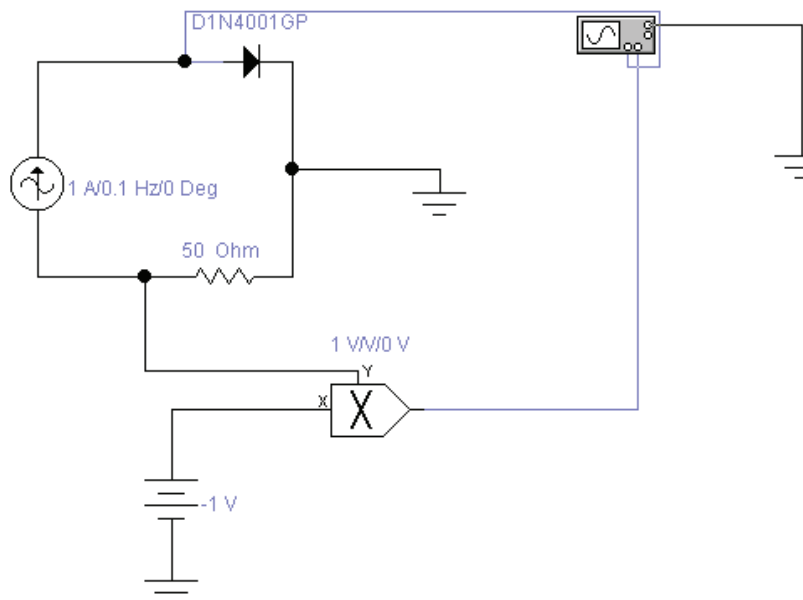 D1N4001GP
1 A/0.1 Hz/0 Deg
50 Ohm
1 V/V/0 V
Y
X
X
-1 V